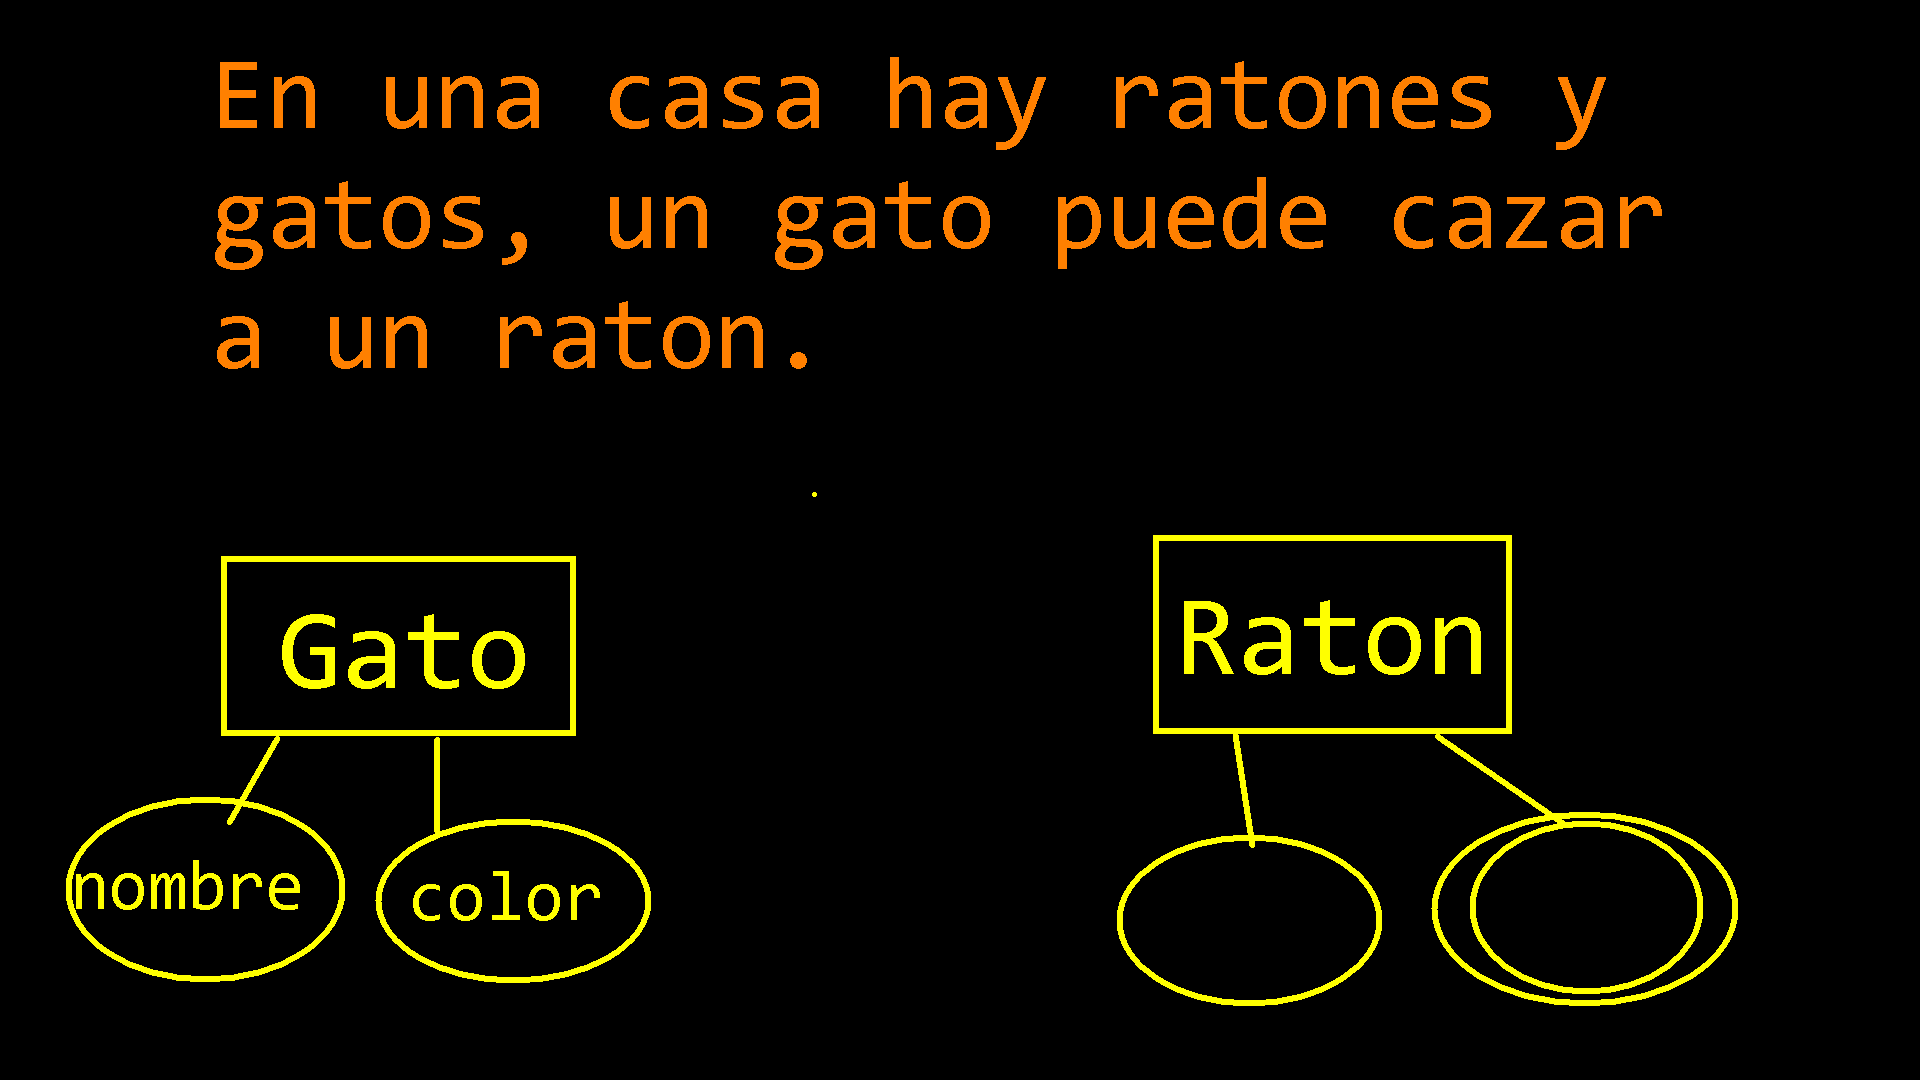 En una casa hay ratones y
gatos, un gato puede cazar
a un raton.
Gato
Raton
nombre
color